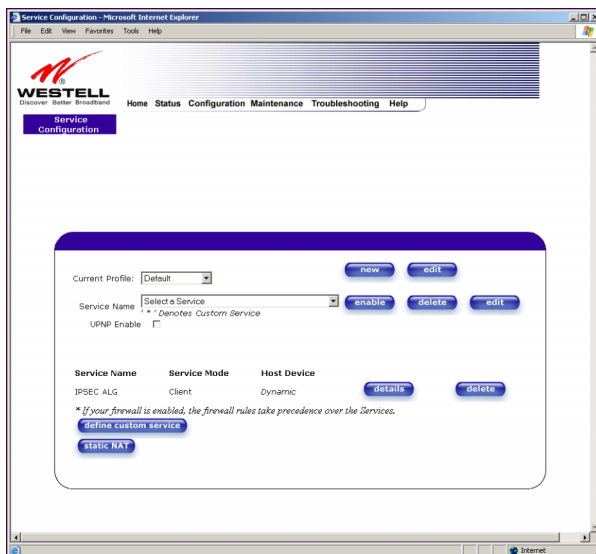 Service Configuration - Microsoft Internet Explorer
File Edit View Favorites Tools Help
WESTELL
®
Discover Better Broadband
Home Status Configuration Maintenance Troubleshooting Help
Service
Configuration
new edit
Current Profile: Default
Service Name Select a Service enable delete edit
' * ' Denotes Custom Service
UPNP Enable
Service Name Service Mode Host Device
IPSEC ALG Client Dynamic details delete
* If your firewall is enabled, the firewall rules take precedence over the Services.
define custom service
static NAT
Internet